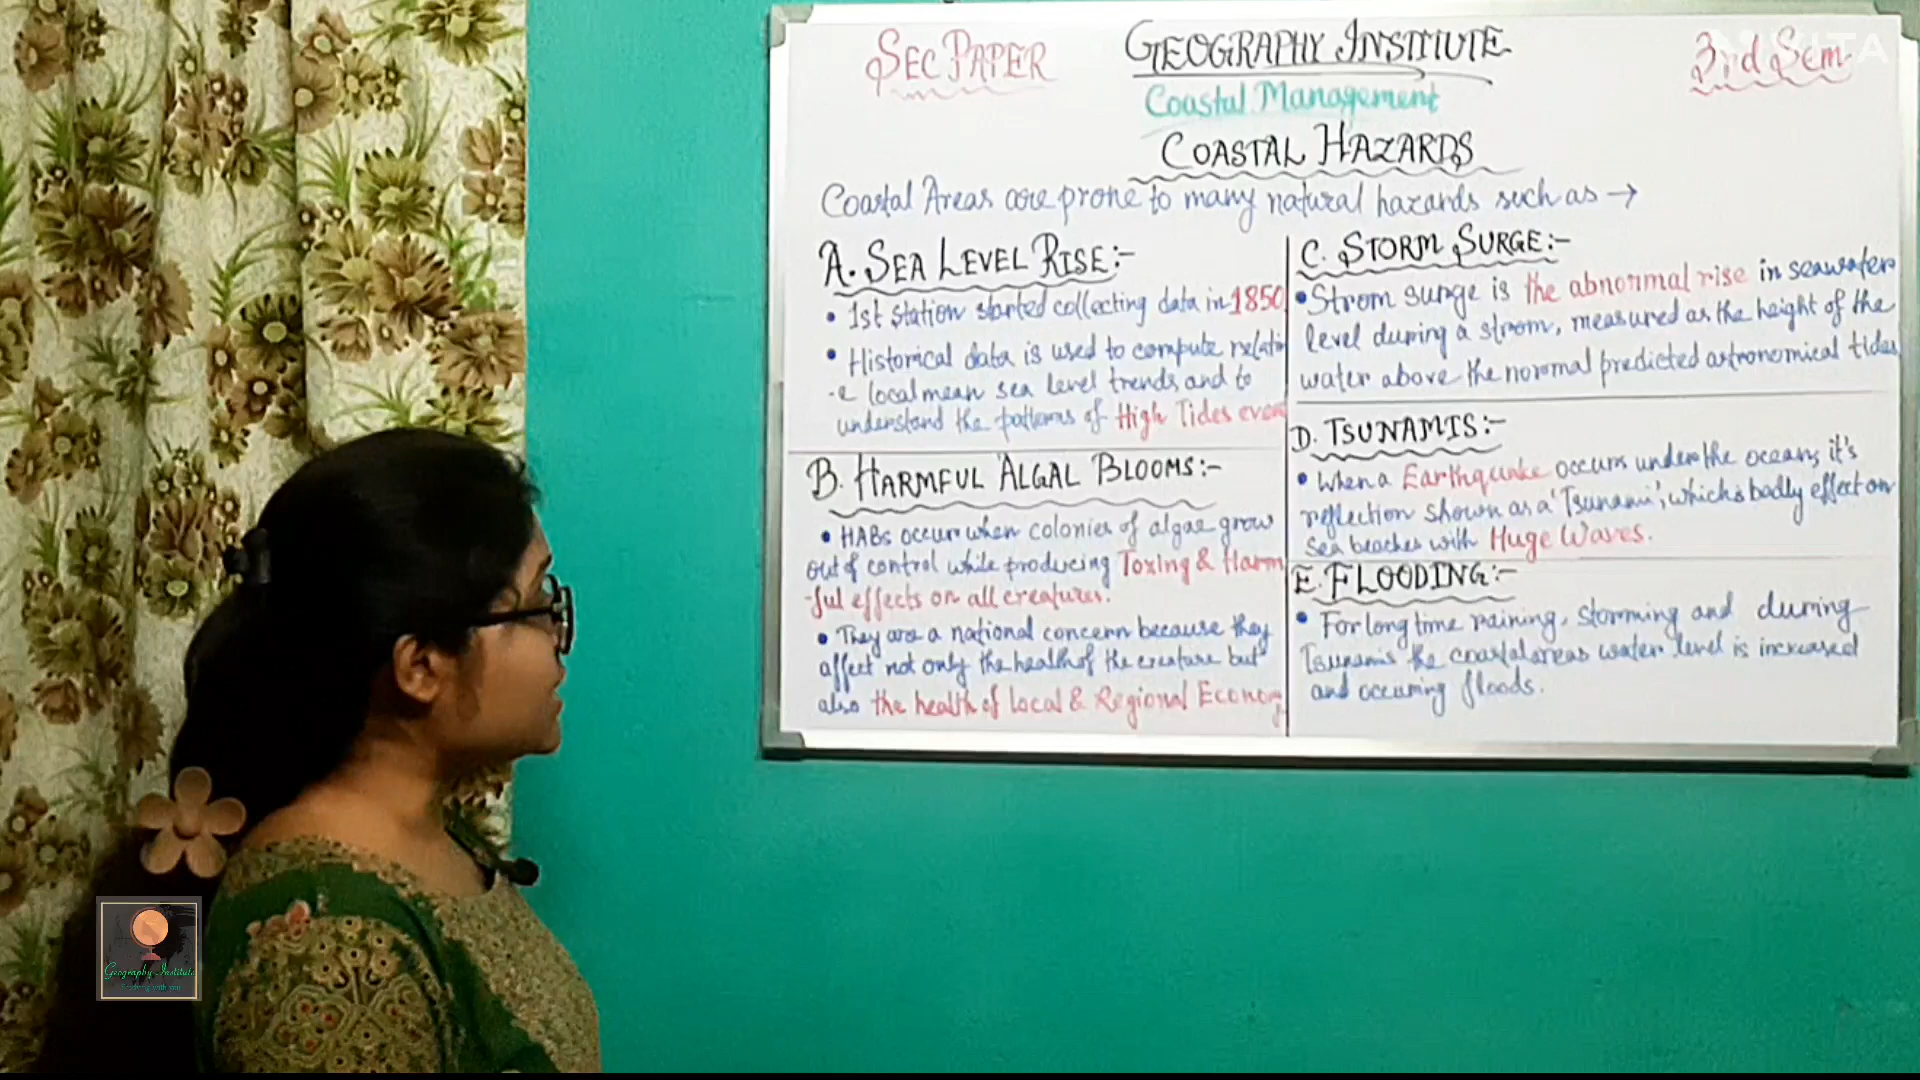 SEC PAPER
GEOGRAPHY INSTITUTE
3rd Sem
VITA
Coastal Management
COASTAL HAZARDS
Coastal Areas are prone to many natural hazards such as →
A. SEA LEVEL RISE:-
• 1st station started collecting data in 1850
• Historical data is used to compute relati
-e local mean sea level trends and to
understand the patterns of High Tides even
B. HARMFUL ALGAL BLOOMS:-
• HABs occur when colonies of algae grow
out of control while producing Toxing & Harm
-ful effects on all creatures.
• They are a national concern because they
affect not only the health of the creature but
also the health of local & Regional Economy
C. STORM SURGE:-
• Strom surge is the abnormal rise in seawater
level during a strom, measured as the height of the
water above the normal predicted astronomical tides
D. TSUNAMIS:-
• When a Earthquake occurs under the oceans, it's
reflection shown as a 'Tsunami', which is badly effect on
sea beaches with Huge Waves.
E. FLOODING:-
• For long time raining, storming and during
Tsunamis the coastal areas water level is increased
and occuring floods.
Geography Institute